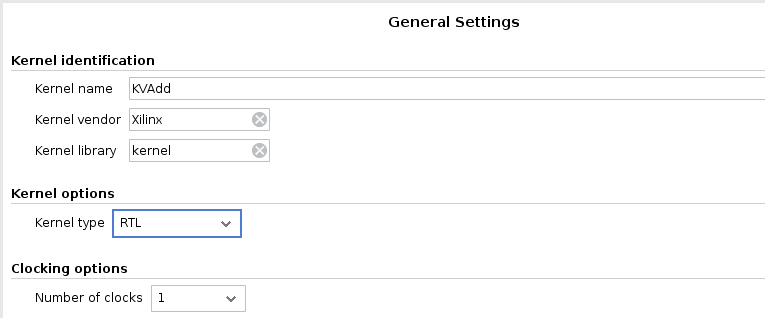 General Settings
Kernel identification
Kernel name KVAdd
Kernel vendor Xilinx
Kernel library kernel
Kernel options
Kernel type RTL
Clocking options
Number of clocks 1